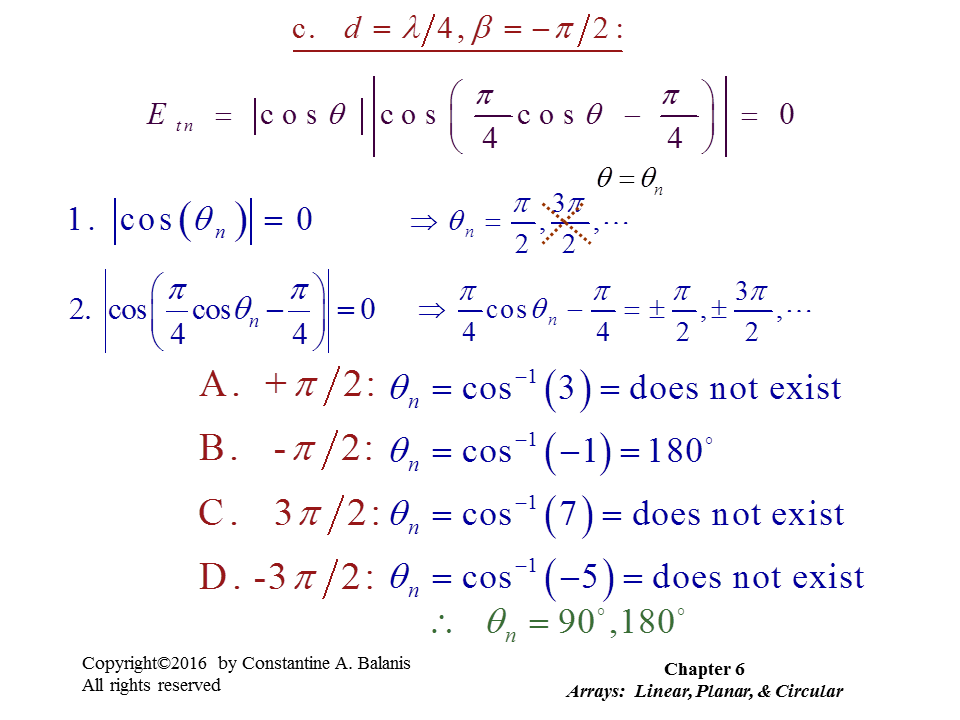 c. d = λ/4, β = −π/2:
E_tn = |cosθ| |cos(π/4 cosθ − π/4)| = 0
θ = θ_n
1. |cos(θ_n)| = 0 ⇒ θ_n = π/2, 3π/2, ⋯
2. |cos(π/4 cosθ_n − π/4)| = 0 ⇒ π/4 cosθ_n − π/4 = ± π/2, ± 3π/2, ⋯
A. +π/2: θ_n = cos⁻¹(3) = does not exist
B. -π/2: θ_n = cos⁻¹(−1) = 180°
C. 3π/2: θ_n = cos⁻¹(7) = does not exist
D. -3π/2: θ_n = cos⁻¹(−5) = does not exist
∴ θ_n = 90°,180°
Copyright©2016 by Constantine A. Balanis
All rights reserved
Chapter 6
Arrays: Linear, Planar, & Circular